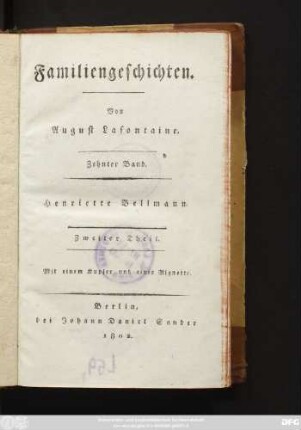 Familiengeschichten.
Von
August Lafontaine.
Zehnter Band.
Henriette Bellmann
Zweiter Theil.
Mit einem Kupfer und einer Vignette.
Berlin,
bei Johann Daniel Sander
1802.